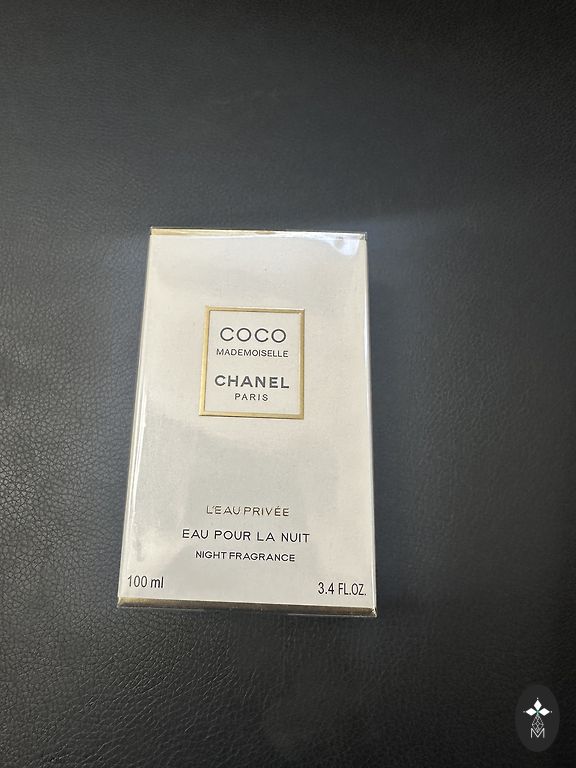 COCO
MADEMOISELLE
CHANEL
PARIS
L'EAU PRIVÉE
EAU POUR LA NUIT
NIGHT FRAGRANCE
100 ml
3.4 FL.OZ.
M